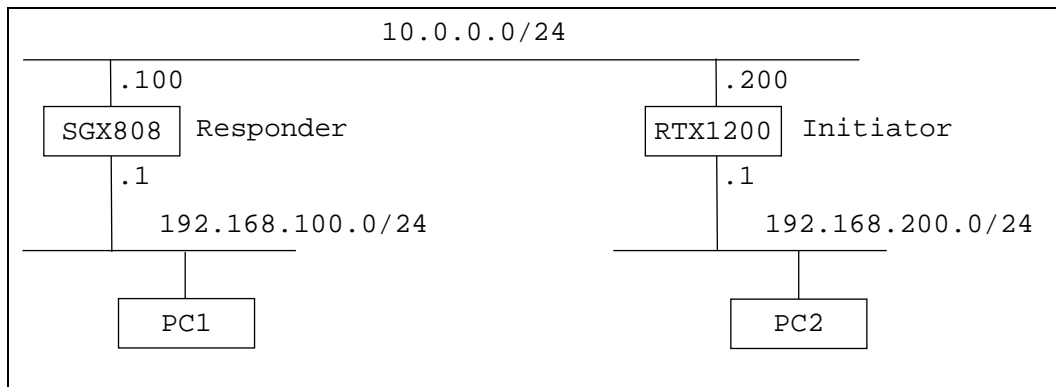 10.0.0.0/24
.100 .200
SGX808 Responder RTX1200 Initiator
.1 .1
192.168.100.0/24 192.168.200.0/24
PC1 PC2